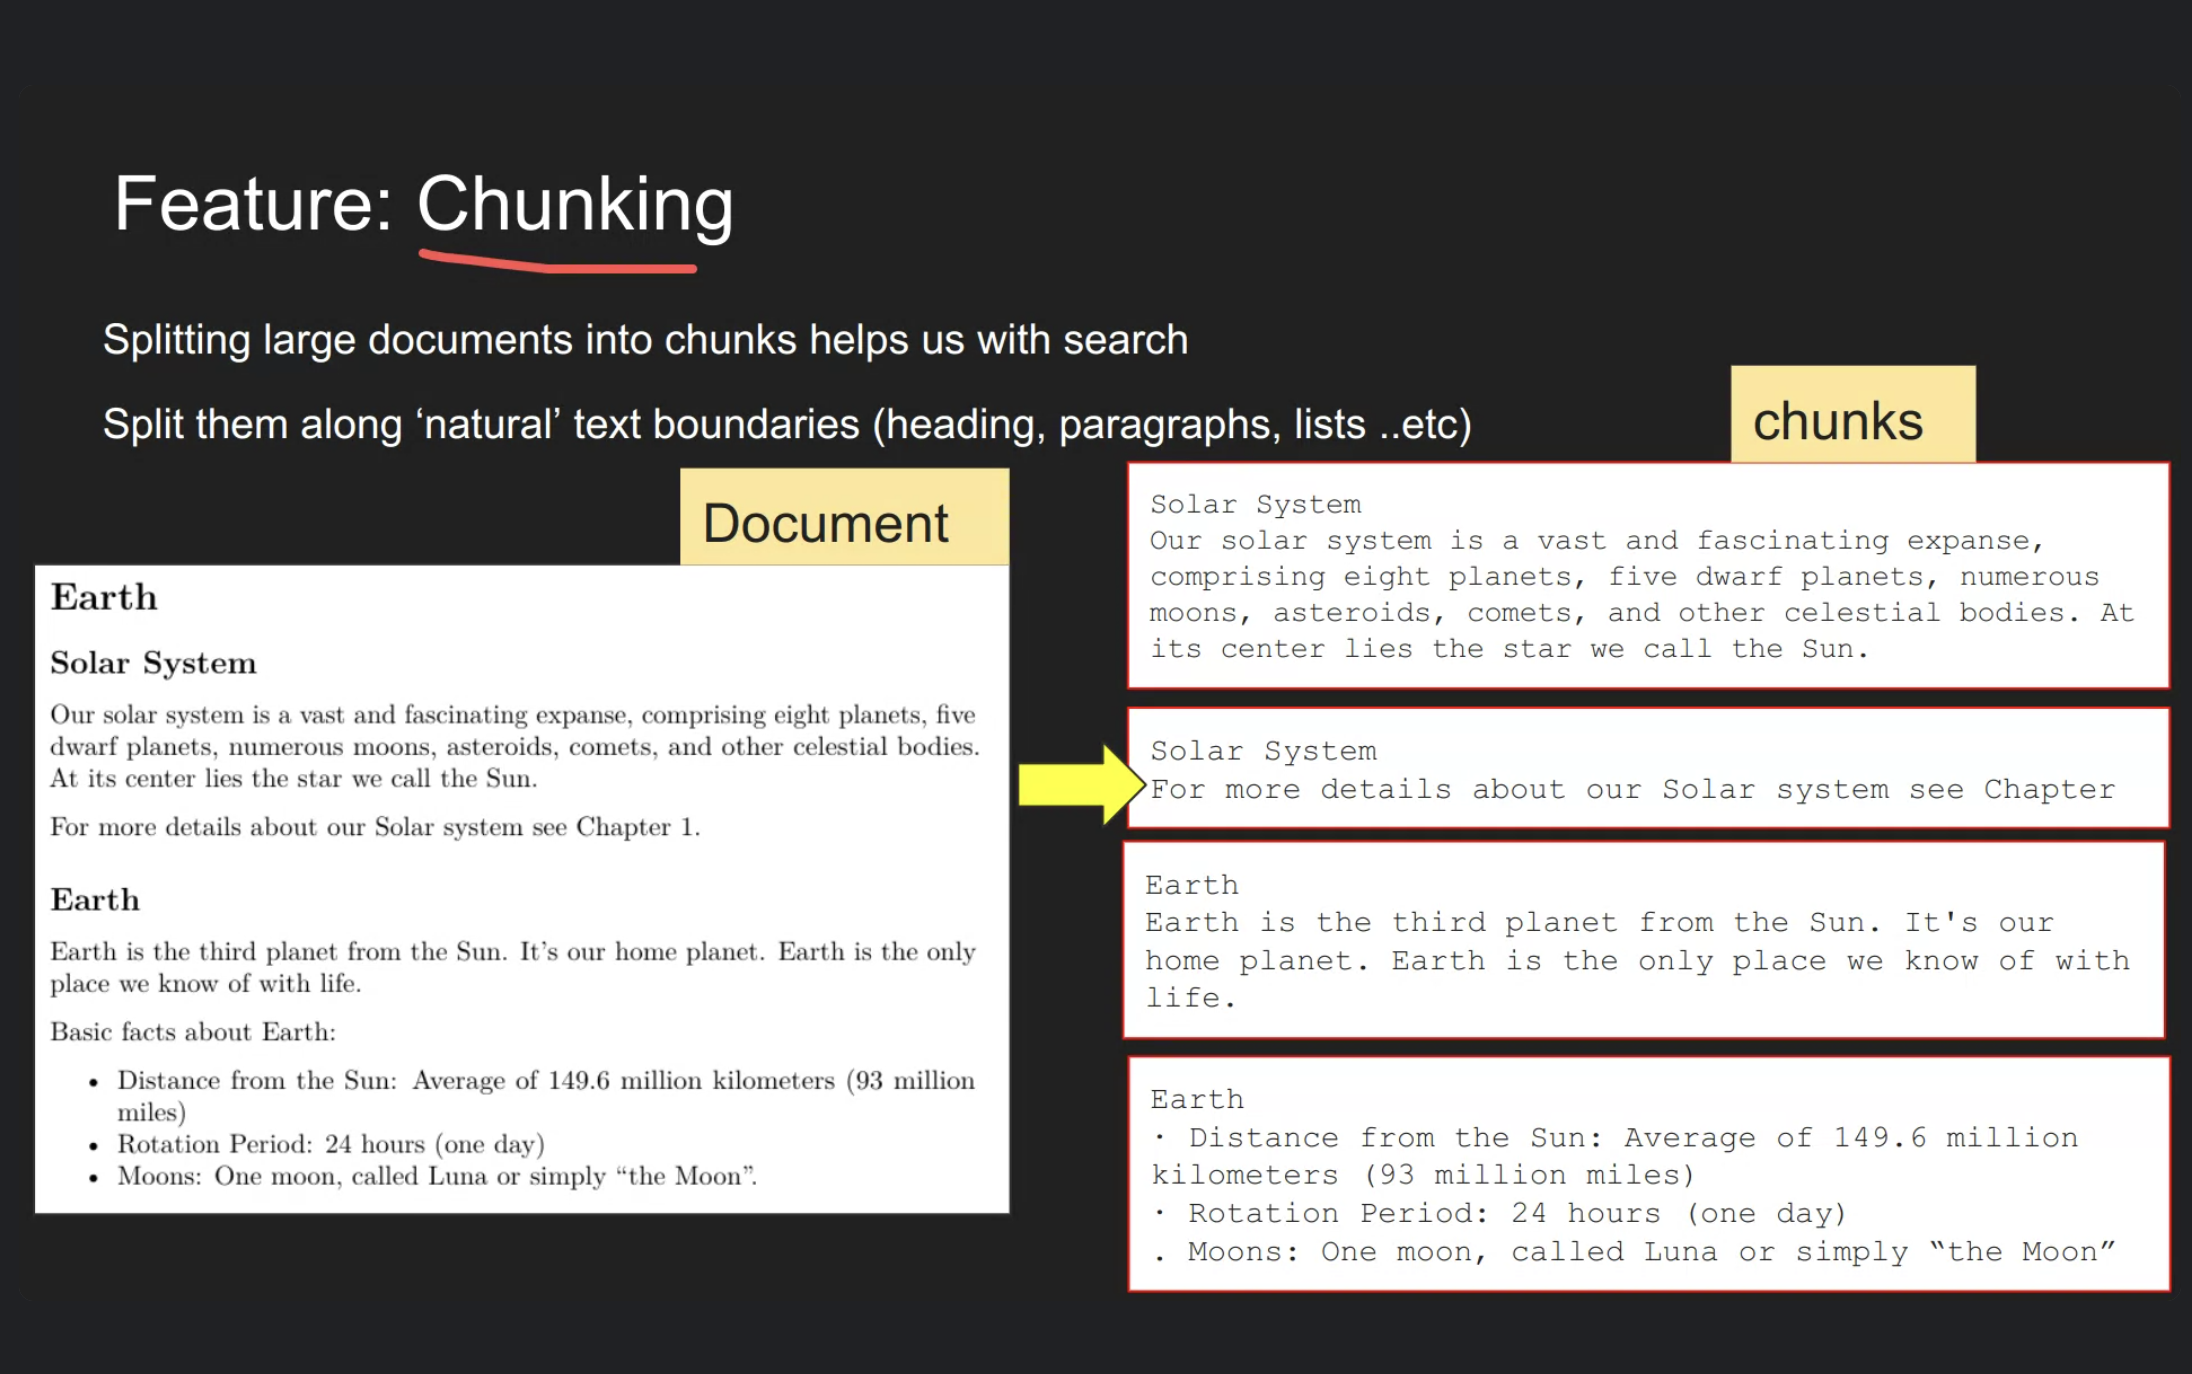 Feature: Chunking
Splitting large documents into chunks helps us with search
Split them along ‘natural’ text boundaries (heading, paragraphs, lists ..etc)
Document
Earth
Solar System
Our solar system is a vast and fascinating expanse, comprising eight planets, five
dwarf planets, numerous moons, asteroids, comets, and other celestial bodies.
At its center lies the star we call the Sun.
For more details about our Solar system see Chapter 1.
Earth
Earth is the third planet from the Sun. It’s our home planet. Earth is the only
place we know of with life.
Basic facts about Earth:
• Distance from the Sun: Average of 149.6 million kilometers (93 million
miles)
• Rotation Period: 24 hours (one day)
• Moons: One moon, called Luna or simply “the Moon”.
chunks
Solar System
Our solar system is a vast and fascinating expanse,
comprising eight planets, five dwarf planets, numerous
moons, asteroids, comets, and other celestial bodies. At
its center lies the star we call the Sun.
Solar System
For more details about our Solar system see Chapter
Earth
Earth is the third planet from the Sun. It's our
home planet. Earth is the only place we know of with
life.
Earth
· Distance from the Sun: Average of 149.6 million
kilometers (93 million miles)
· Rotation Period: 24 hours (one day)
. Moons: One moon, called Luna or simply “the Moon”